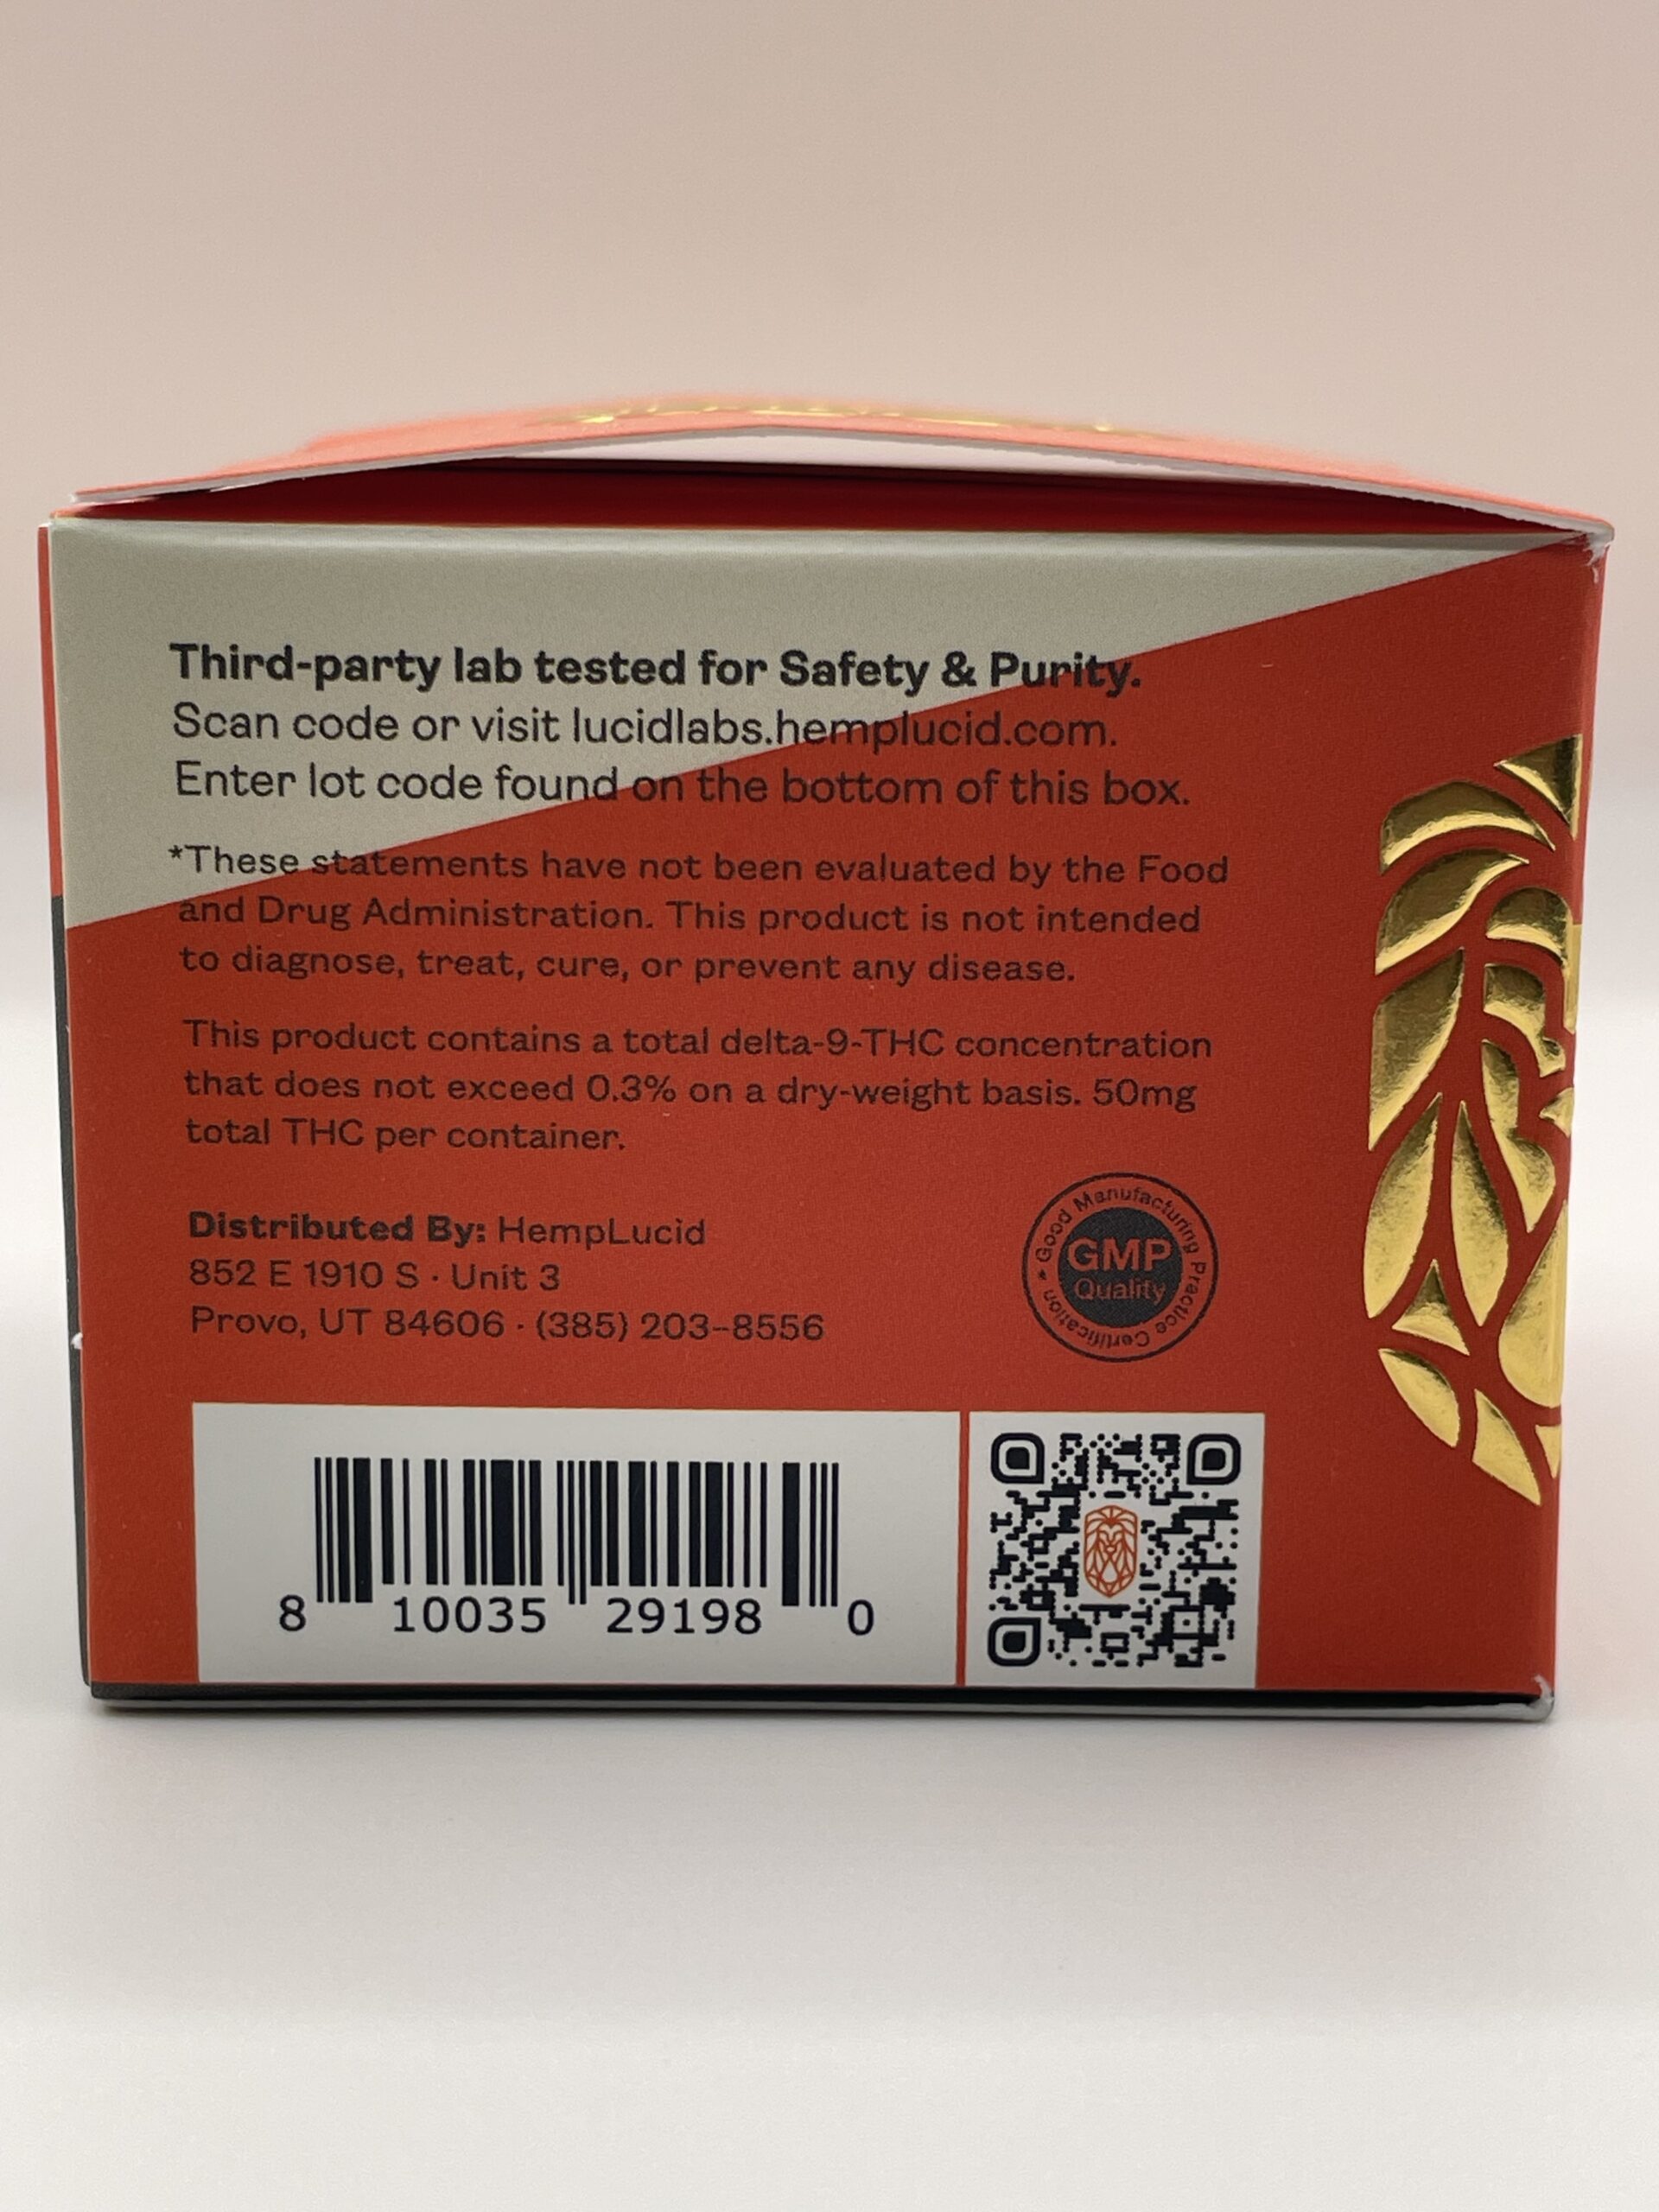 Third-party lab tested for Safety & Purity.
Scan code or visit lucidlabs.hemplucid.com.
Enter lot code found on the bottom of this box.
*These statements have not been evaluated by the Food
and Drug Administration. This product is not intended
to diagnose, treat, cure, or prevent any disease.
This product contains a total delta-9-THC concentration
that does not exceed 0.3% on a dry-weight basis. 50mg
total THC per container.
Distributed By: HempLucid
852 E 1910 S · Unit 3
Provo, UT 84606 · (385) 203-8556
* Good Manufacturing Practice Certification
GMP
Quality
8 10035 29198 0